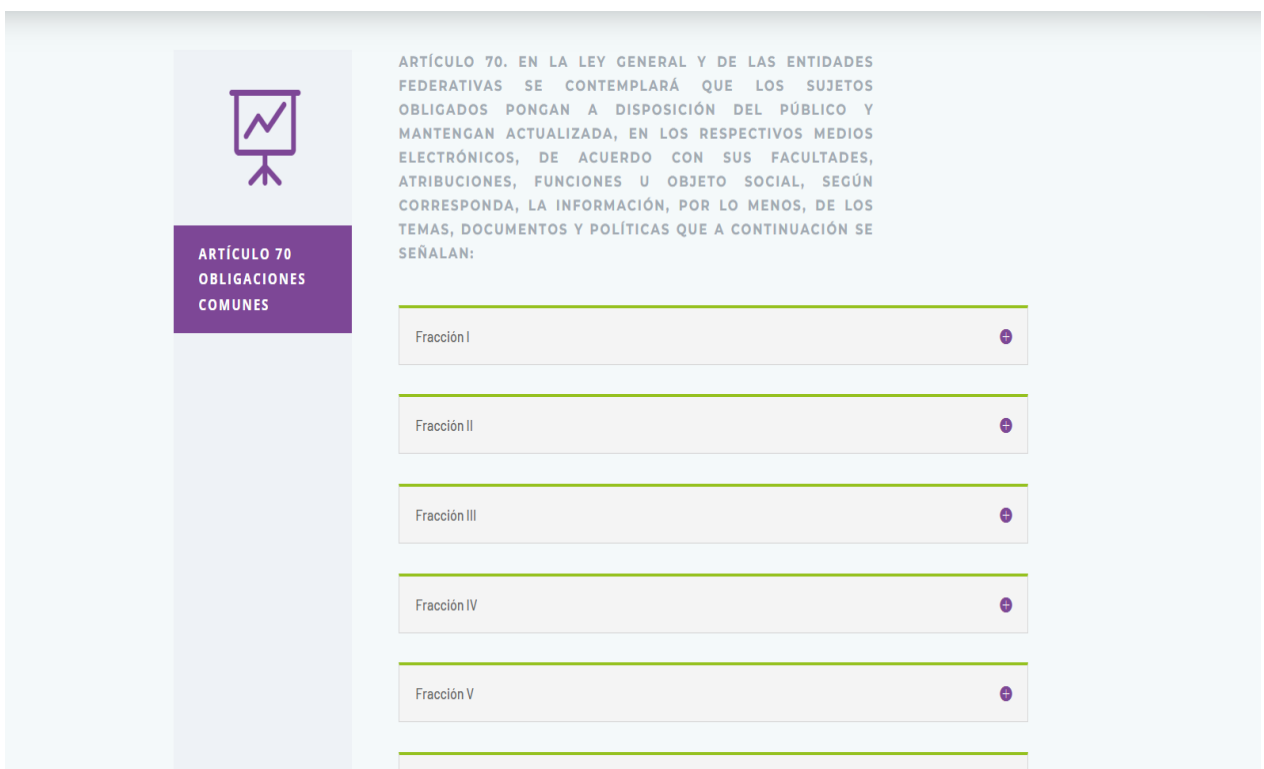 ARTÍCULO 70. EN LA LEY GENERAL Y DE LAS ENTIDADES
FEDERATIVAS SE CONTEMPLARÁ QUE LOS SUJETOS
OBLIGADOS PONGAN A DISPOSICIÓN DEL PÚBLICO Y
MANTENGAN ACTUALIZADA, EN LOS RESPECTIVOS MEDIOS
ELECTRÓNICOS, DE ACUERDO CON SUS FACULTADES,
ATRIBUCIONES, FUNCIONES U OBJETO SOCIAL, SEGÚN
CORRESPONDA, LA INFORMACIÓN, POR LO MENOS, DE LOS
TEMAS, DOCUMENTOS Y POLÍTICAS QUE A CONTINUACIÓN SE
SEÑALAN:
ARTÍCULO 70
OBLIGACIONES
COMUNES
Fracción I
Fracción II
Fracción III
Fracción IV
Fracción V